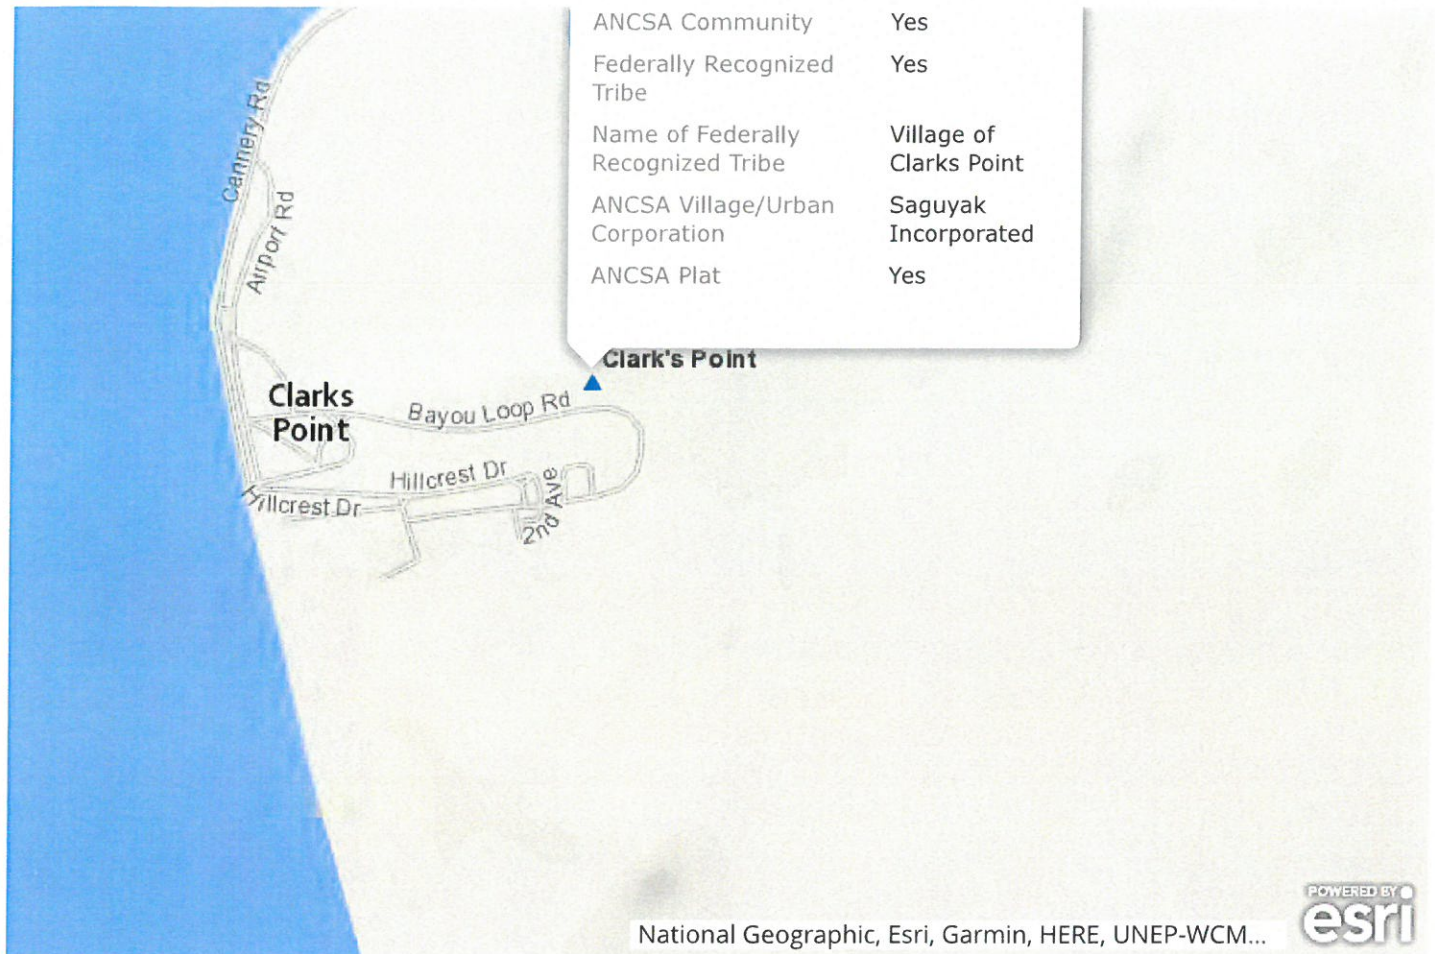 ANCSA Community Yes
Federally Recognized Yes
Tribe
Name of Federally Village of
Recognized Tribe Clarks Point
ANCSA Village/Urban Saguyak
Corporation Incorporated
ANCSA Plat Yes
Cannery Rd
Airport Rd
Clark's Point
Clarks
Point
Bayou Loop Rd
Hillcrest Dr
Hillcrest Dr
2nd Ave
POWERED BY
esri
National Geographic, Esri, Garmin, HERE, UNEP-WCM...